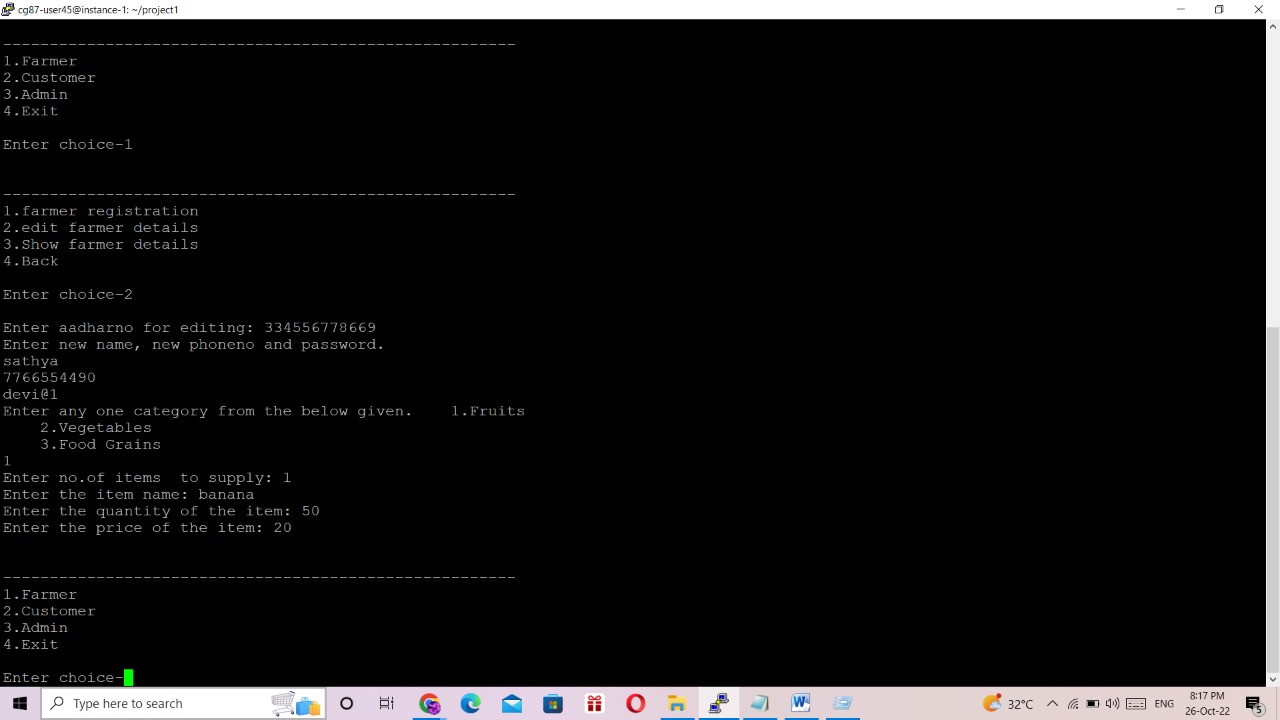 cg87-user45@instance-1: ~/project1
--------------------------------------------------------
1.Farmer
2.Customer
3.Admin
4.Exit
Enter choice-1
--------------------------------------------------------
1.farmer registration
2.edit farmer details
3.Show farmer details
4.Back
Enter choice-2
Enter aadharno for editing: 334556778669
Enter new name, new phoneno and password.
sathya
7766554490
devi@1
Enter any one category from the below given.    1.Fruits
    2.Vegetables
    3.Food Grains
1
Enter no.of items  to supply: 1
Enter the item name: banana
Enter the quantity of the item: 50
Enter the price of the item: 20
--------------------------------------------------------
1.Farmer
2.Customer
3.Admin
4.Exit
Enter choice-
Type here to search
32°C
ENG
8:17 PM
26-Oct-22
5